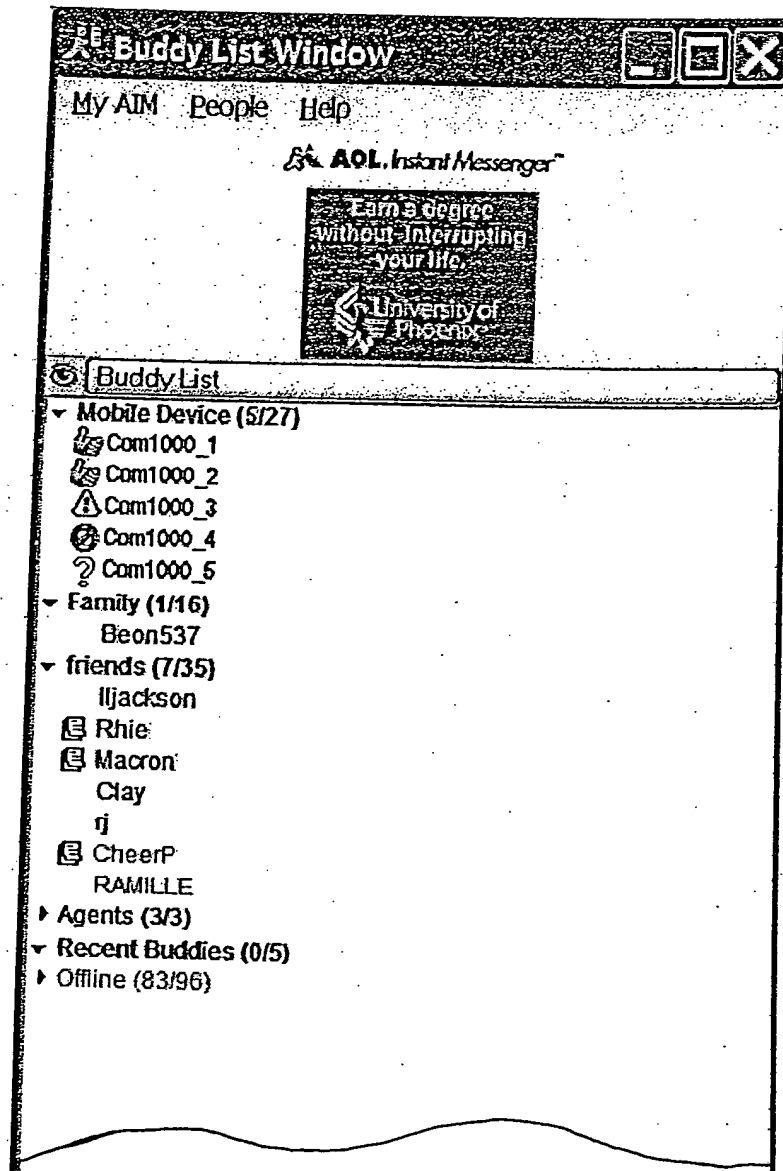 Buddy List Window
My AIM People Help
AOL Instant Messenger™
Earn a degree
without interrupting
your life.
University of
Phoenix
Buddy List
Mobile Device (5/27)
Com1000_1
Com1000_2
Com1000_3
Com1000_4
Com1000_5
Family (1/16)
Beon537
friends (7/35)
lljackson
Rhie
Macron
Clay
rj
CheerP
RAMILLE
Agents (3/3)
Recent Buddies (0/5)
Offline (83/96)